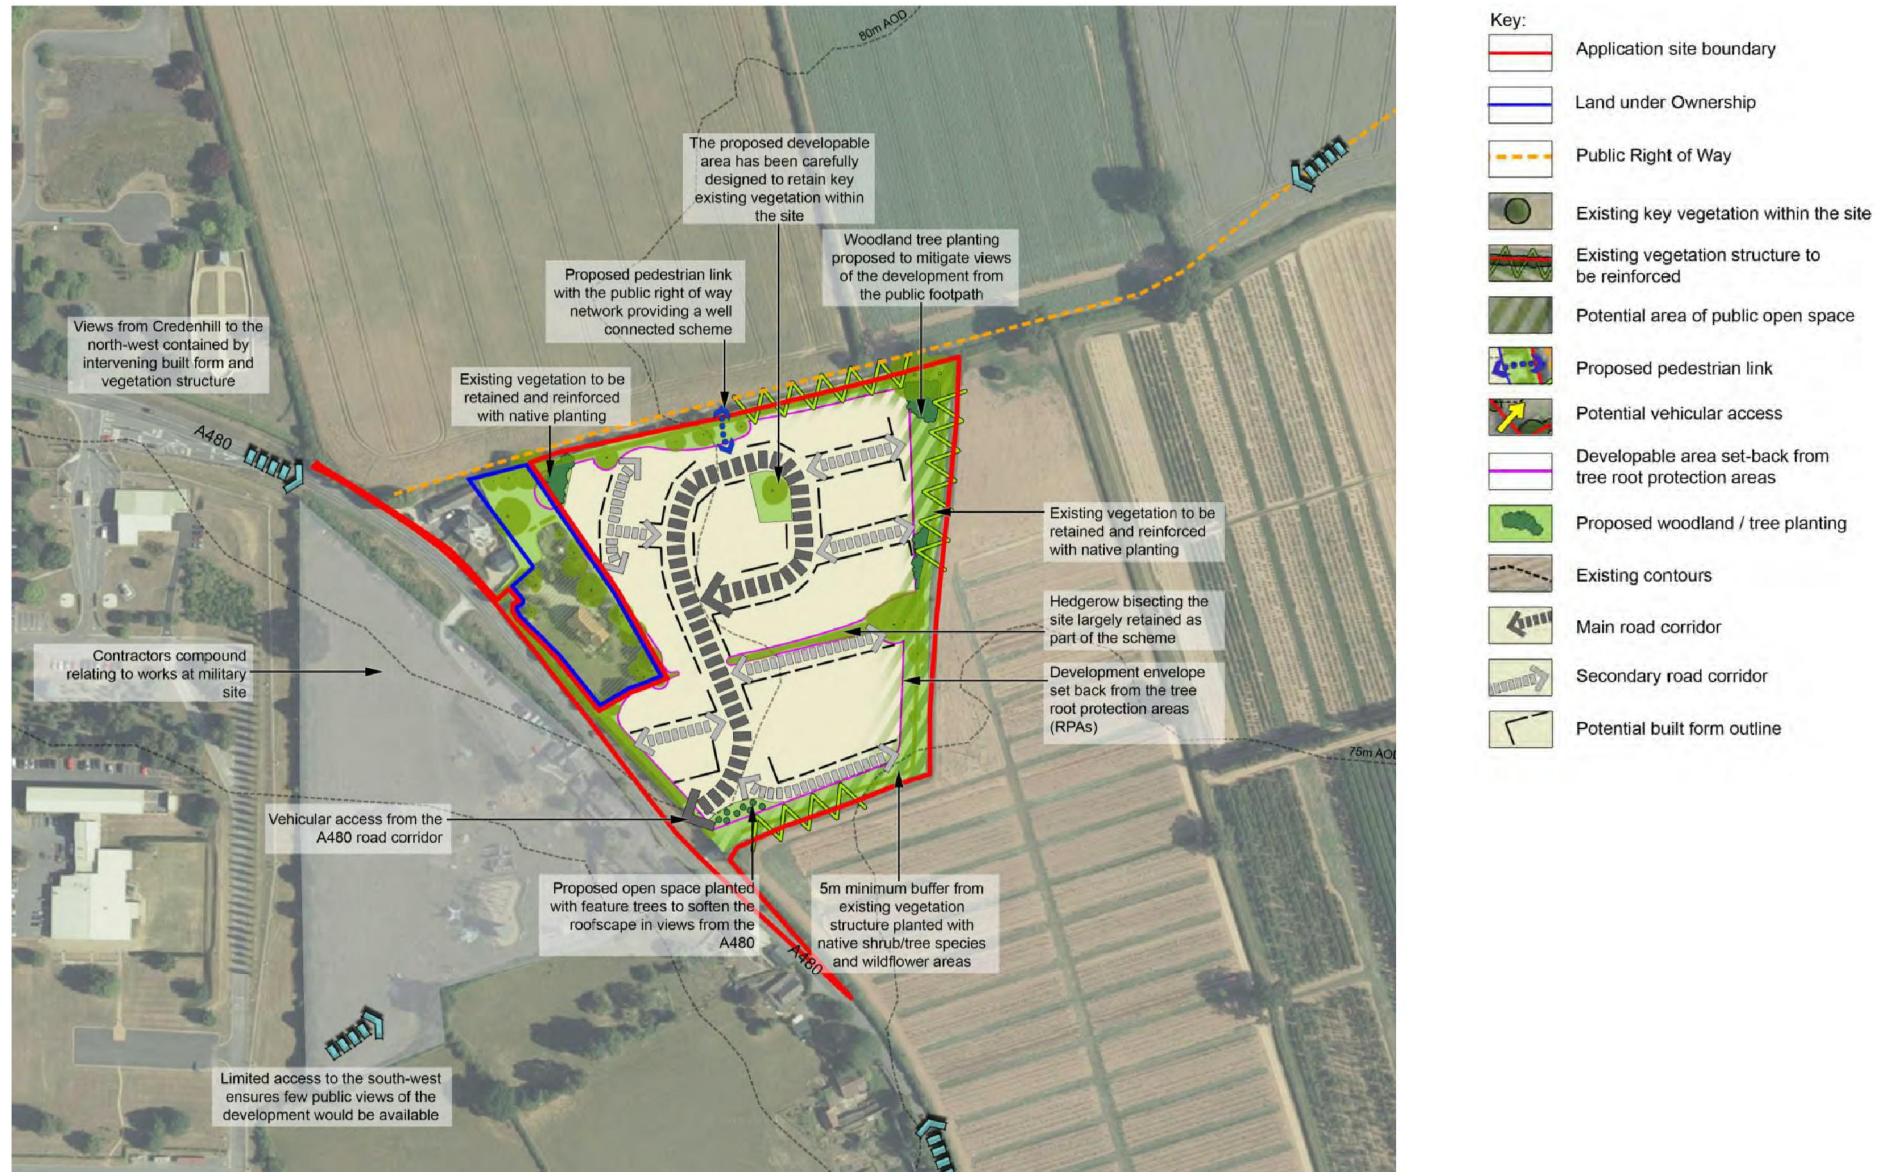 80m AOD
The proposed developable
area has been carefully
designed to retain key
existing vegetation within
the site
Woodland tree planting
proposed to mitigate views
of the development from
the public footpath
Proposed pedestrian link
with the public right of way
network providing a well
connected scheme
Views from Credenhill to the
north-west contained by
intervening built form and
vegetation structure
Existing vegetation to be
retained and reinforced
with native planting
A480
Existing vegetation to be
retained and reinforced
with native planting
Hedgerow bisecting the
site largely retained as
part of the scheme
Contractors compound
relating to works at military
site
Development envelope
set back from the tree
root protection areas
(RPAs)
75m AOD
Vehicular access from the
A480 road corridor
Proposed open space planted
with feature trees to soften the
roofscape in views from the
A480
5m minimum buffer from
existing vegetation
structure planted with
native shrub/tree species
and wildflower areas
A480
Limited access to the south-west
ensures few public views of the
development would be available
Key:
Application site boundary
Land under Ownership
Public Right of Way
Existing key vegetation within the site
Existing vegetation structure to
be reinforced
Potential area of public open space
Proposed pedestrian link
Potential vehicular access
Developable area set-back from
tree root protection areas
Proposed woodland / tree planting
Existing contours
Main road corridor
Secondary road corridor
Potential built form outline